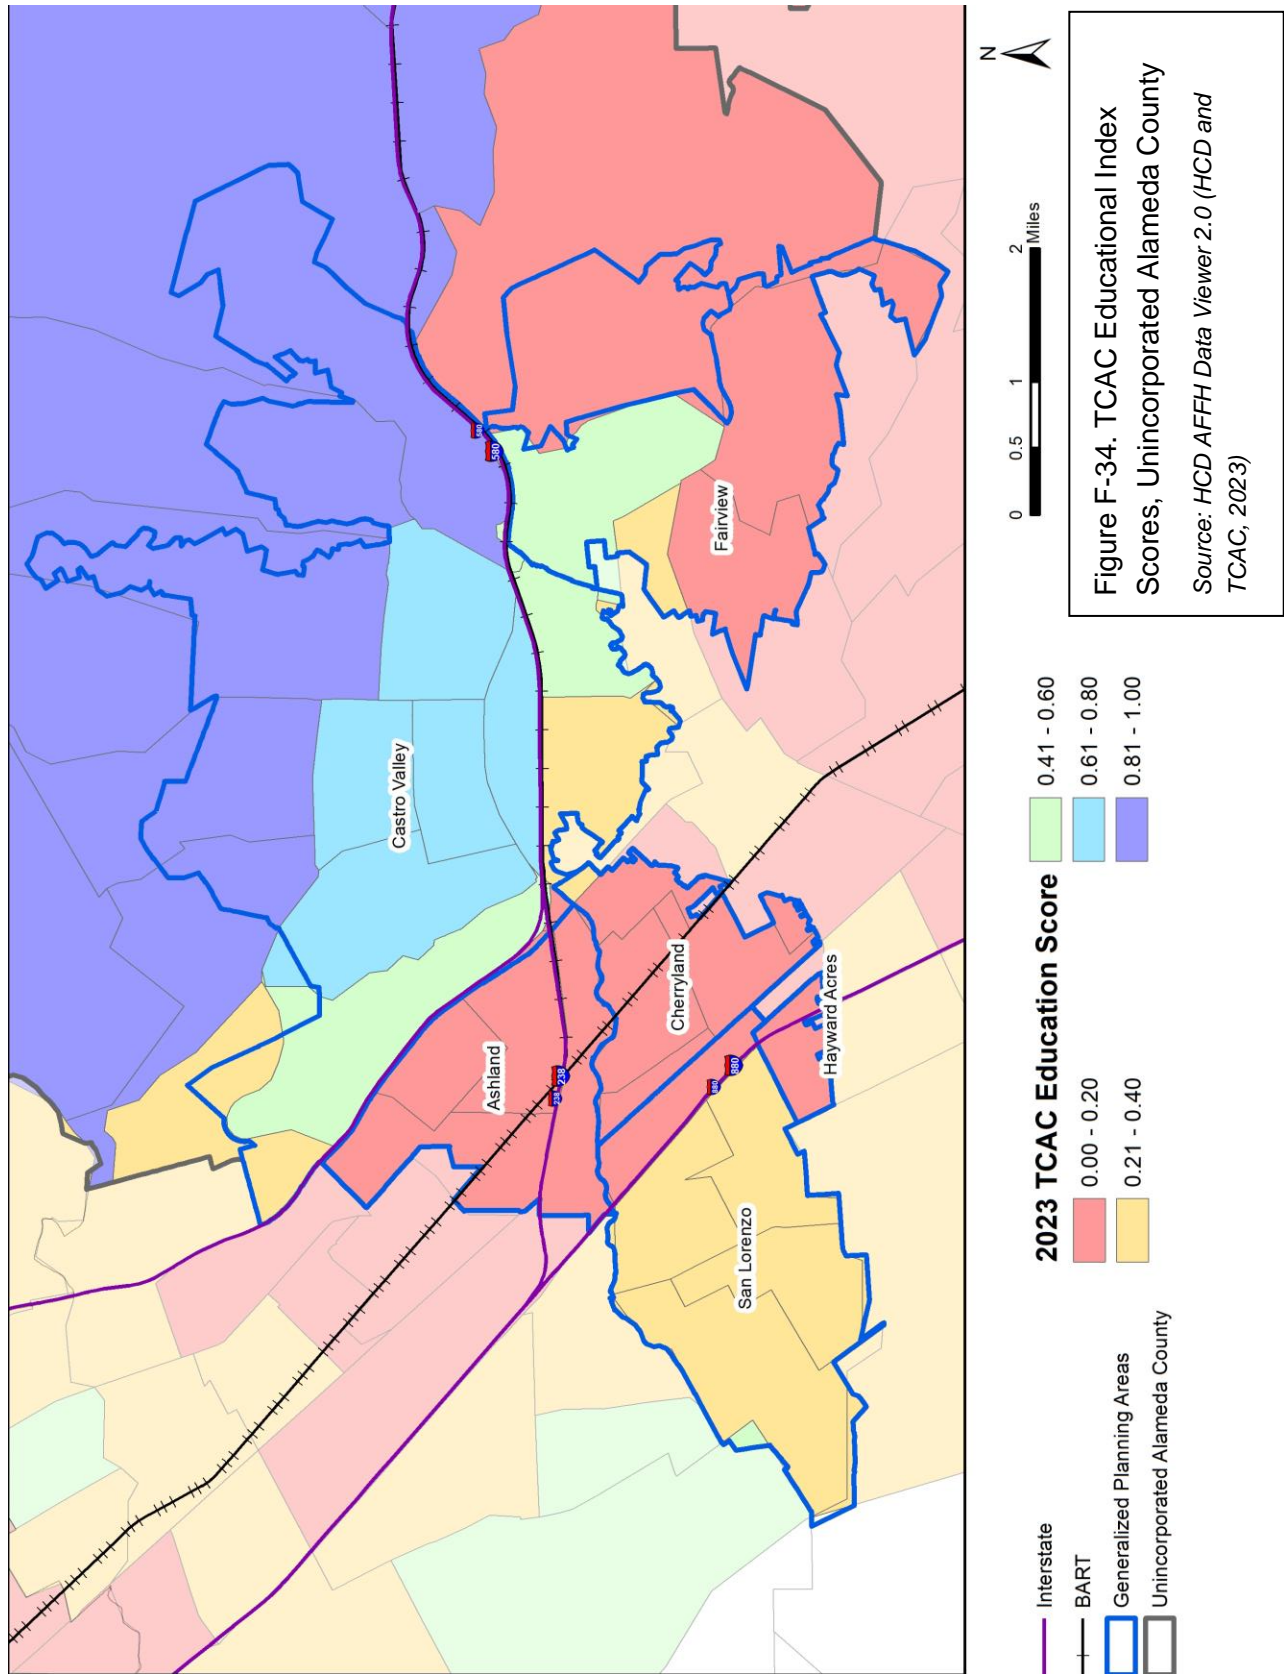 Castro Valley
Ashland
Cherryland
Hayward Acres
San Lorenzo
Fairview
580
580
238
238
880
880
N
0 0.5 1 2
Miles
Interstate
BART
Generalized Planning Areas
Unincorporated Alameda County
2023 TCAC Education Score
0.00 - 0.20
0.21 - 0.40
0.41 - 0.60
0.61 - 0.80
0.81 - 1.00
Figure F-34. TCAC Educational Index
Scores, Unincorporated Alameda County
Source: HCD AFFH Data Viewer 2.0 (HCD and
TCAC, 2023)